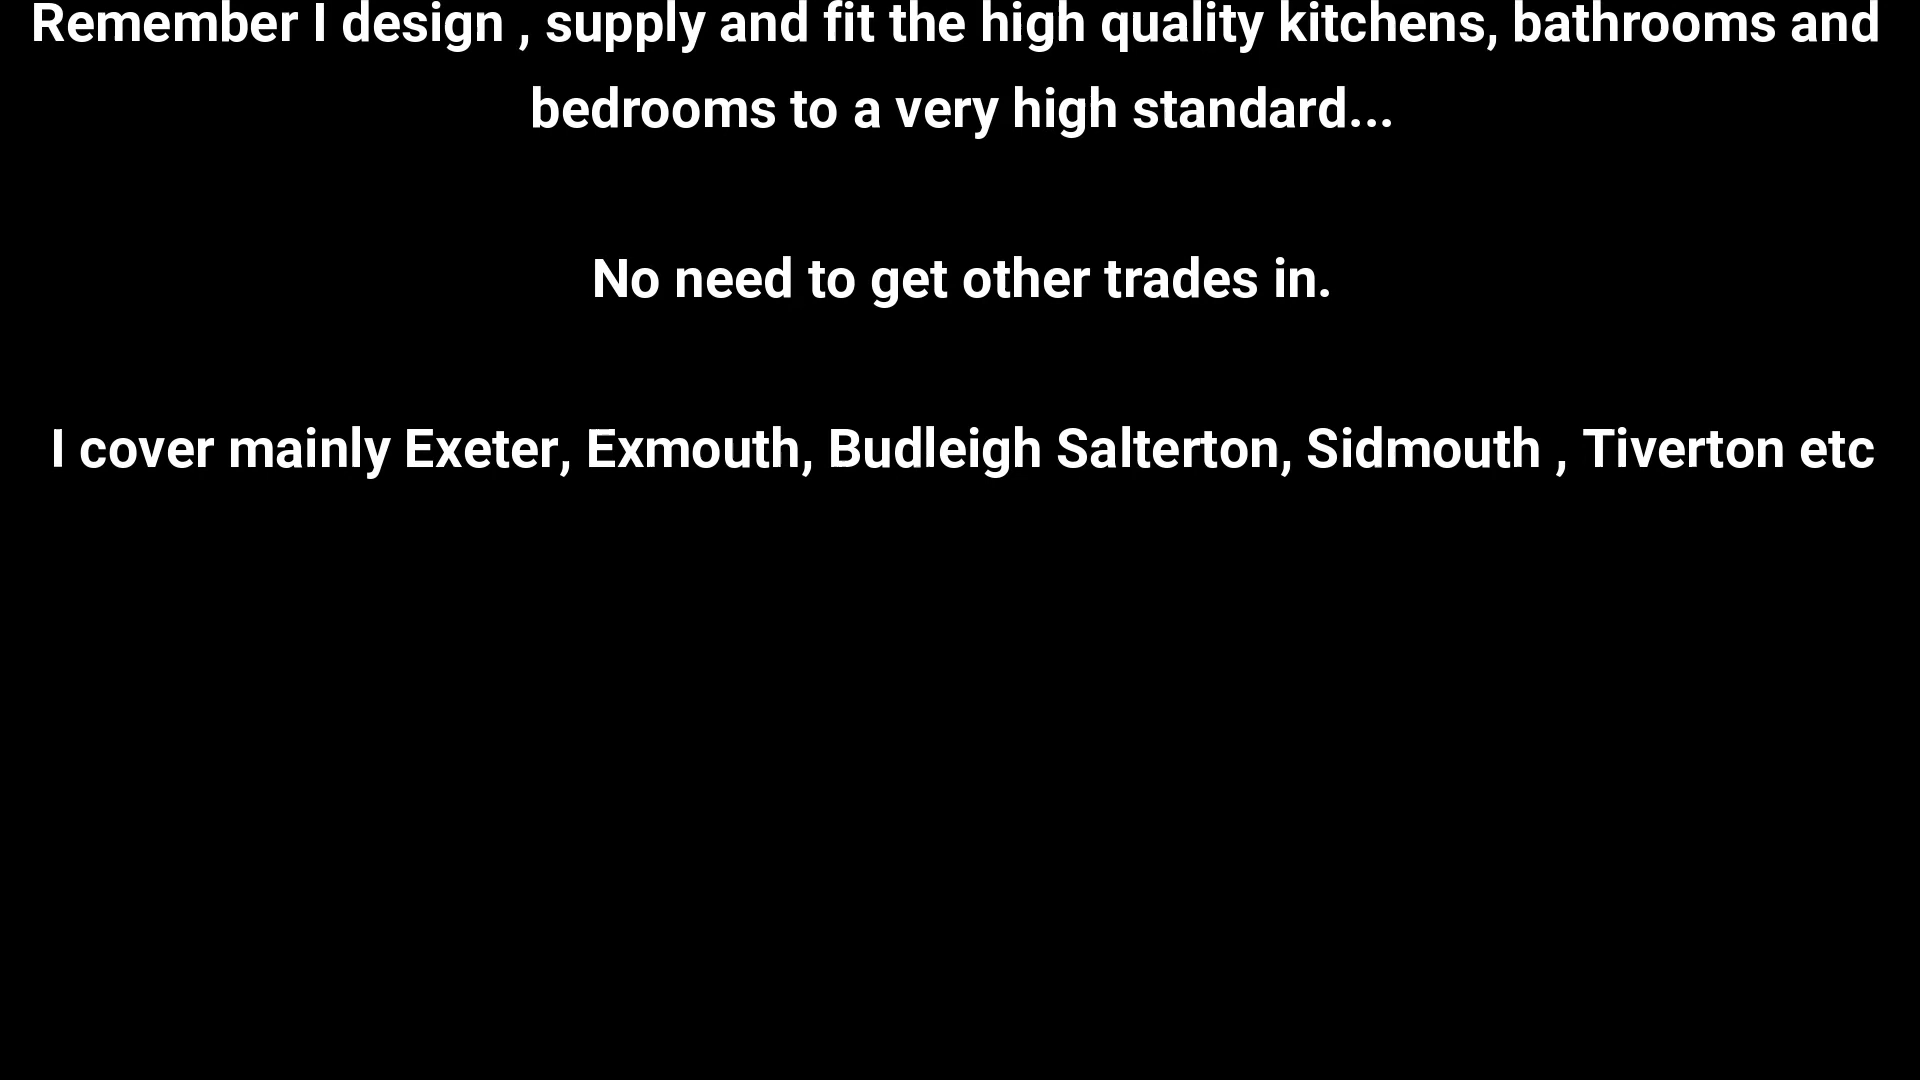 Remember I design , supply and fit the high quality kitchens, bathrooms and
bedrooms to a very high standard...
No need to get other trades in.
I cover mainly Exeter, Exmouth, Budleigh Salterton, Sidmouth , Tiverton etc